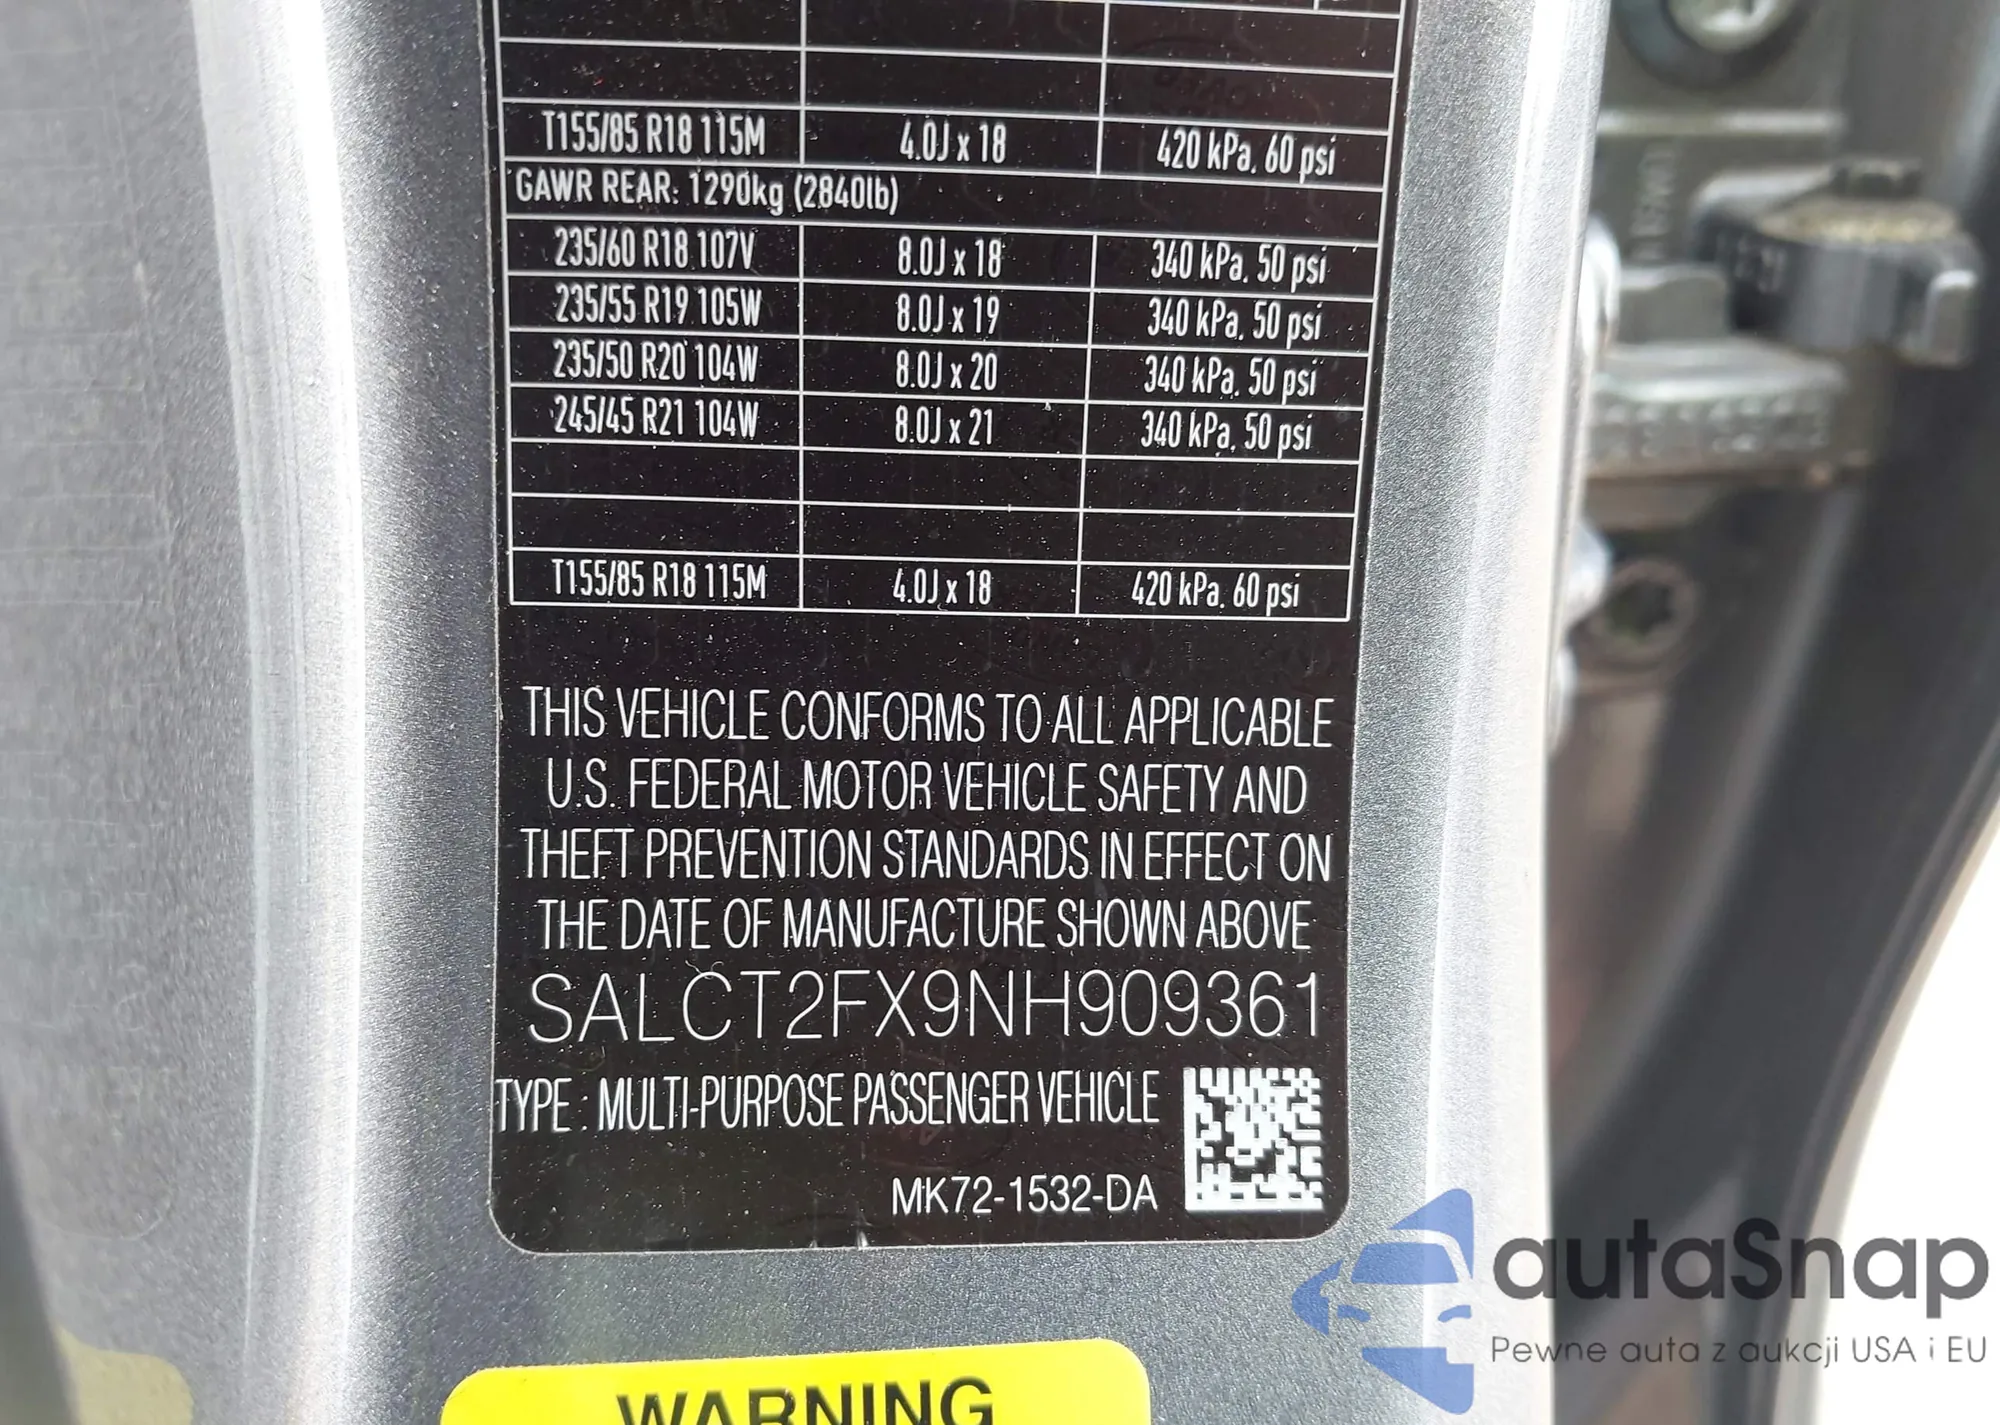 T155/85 R18 115M 4.0J x 18 420 kPa, 60 psi
GAWR REAR: 1290kg (2840lb)
235/60 R18 107V 8.0J x 18 340 kPa, 50 psi
235/55 R19 105W 8.0J x 19 340 kPa, 50 psi
235/50 R20 104W 8.0J x 20 340 kPa, 50 psi
245/45 R21 104W 8.0J x 21 340 kPa, 50 psi
T155/85 R18 115M 4.0J x 18 420 kPa, 60 psi
THIS VEHICLE CONFORMS TO ALL APPLICABLE
U.S. FEDERAL MOTOR VEHICLE SAFETY AND
THEFT PREVENTION STANDARDS IN EFFECT ON
THE DATE OF MANUFACTURE SHOWN ABOVE
SALCT2FX9NH909361
TYPE : MULTI-PURPOSE PASSENGER VEHICLE
MK72-1532-DA
autaSnap
Pewne auta z aukcji USA i EU
WARNING